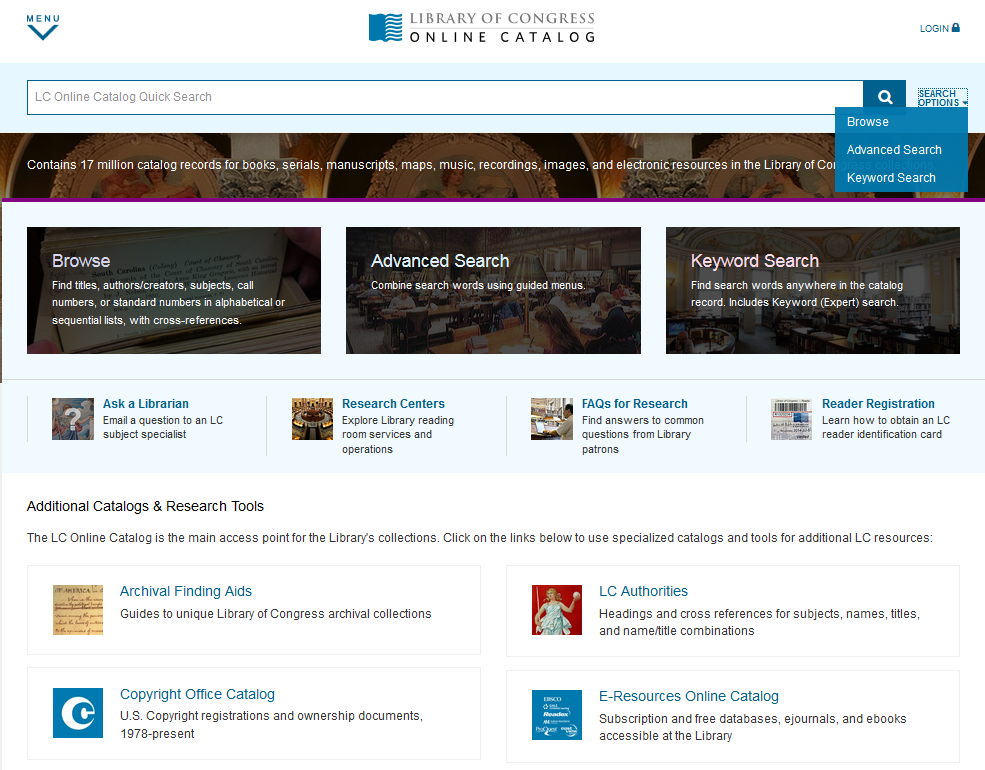 MENU
LIBRARY OF CONGRESS
ONLINE CATALOG
LOGIN
LC Online Catalog Quick Search
SEARCH
OPTIONS
Browse
Advanced Search
Keyword Search
Contains 17 million catalog records for books, serials, manuscripts, maps, music, recordings, images, and electronic resources in the Library of Congress collections.
Browse
Find titles, authors/creators, subjects, call
numbers, or standard numbers in alphabetical or
sequential lists, with cross-references.
Advanced Search
Combine search words using guided menus.
Keyword Search
Find search words anywhere in the catalog
record. Includes Keyword (Expert) search.
Ask a Librarian
Email a question to an LC
subject specialist
Research Centers
Explore Library reading
room services and
operations
FAQs for Research
Find answers to common
questions from Library
patrons
Reader Registration
Learn how to obtain an LC
reader identification card
Additional Catalogs & Research Tools
The LC Online Catalog is the main access point for the Library's collections. Click on the links below to use specialized catalogs and tools for additional LC resources:
Archival Finding Aids
Guides to unique Library of Congress archival collections
LC Authorities
Headings and cross references for subjects, names, titles,
and name/title combinations
Copyright Office Catalog
U.S. Copyright registrations and ownership documents,
1978-present
E-Resources Online Catalog
Subscription and free databases, ejournals, and ebooks
accessible at the Library
EBSCO
Readex
ProQuest